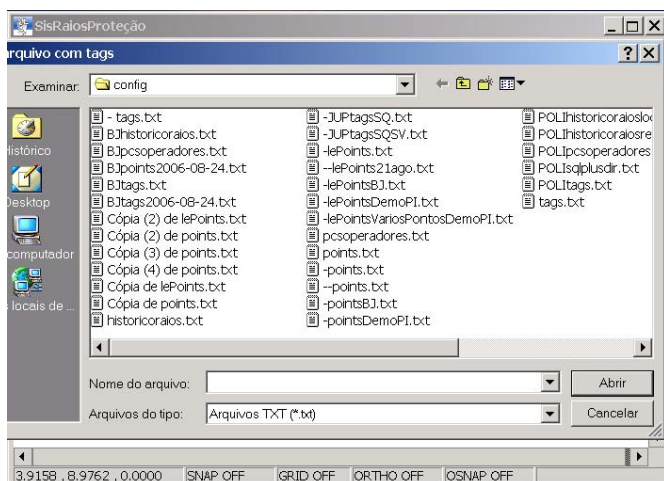 SisRaiosProteção
arquivo com tags
Examinar: config
Histórico
Desktop
computador
s locais de ...
- tags.txt
BJhistoricoraios.txt
BJpcsoperadores.txt
BJpoints2006-08-24.txt
BJtags.txt
BJtags2006-08-24.txt
Cópia (2) de lePoints.txt
Cópia (2) de points.txt
Cópia (3) de points.txt
Cópia (4) de points.txt
Cópia de lePoints.txt
Cópia de points.txt
historicoraios.txt
-JUPtagsSQ.txt
-JUPtagsSQSV.txt
-lePoints.txt
--lePoints21ago.txt
-lePointsBJ.txt
-lePointsDemoPI.txt
-lePointsVariosPontosDemoPI.txt
pcsoperadores.txt
points.txt
-points.txt
--points.txt
-pointsBJ.txt
-pointsDemoPI.txt
POLIhistoricoraioslo
POLIhistoricoraiosre
POLIpcsoperadores
POLIsqlplusdir.txt
POLItags.txt
tags.txt
Nome do arquivo: Abrir
Arquivos do tipo: Arquivos TXT (*.txt) Cancelar
3.9158 , 8.9762 , 0.0000 SNAP OFF GRID OFF ORTHO OFF OSNAP OFF